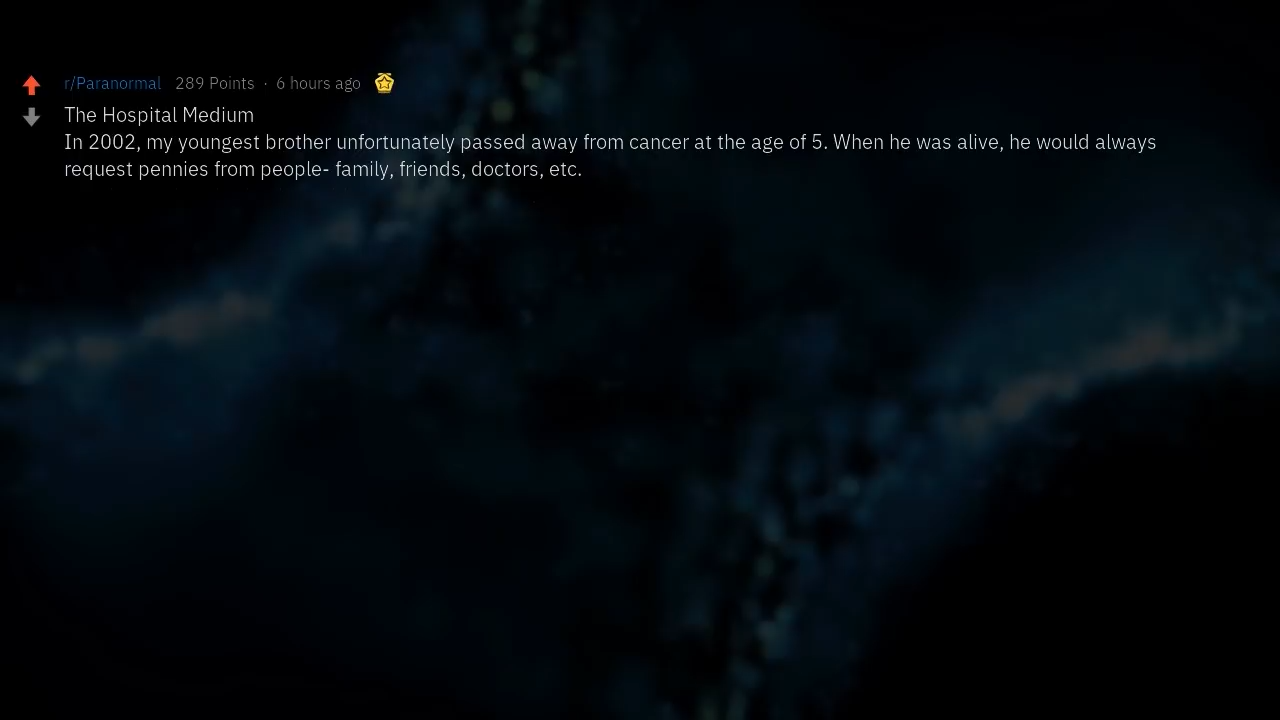 r/Paranormal 289 Points · 6 hours ago
The Hospital Medium
In 2002, my youngest brother unfortunately passed away from cancer at the age of 5. When he was alive, he would always
request pennies from people- family, friends, doctors, etc.